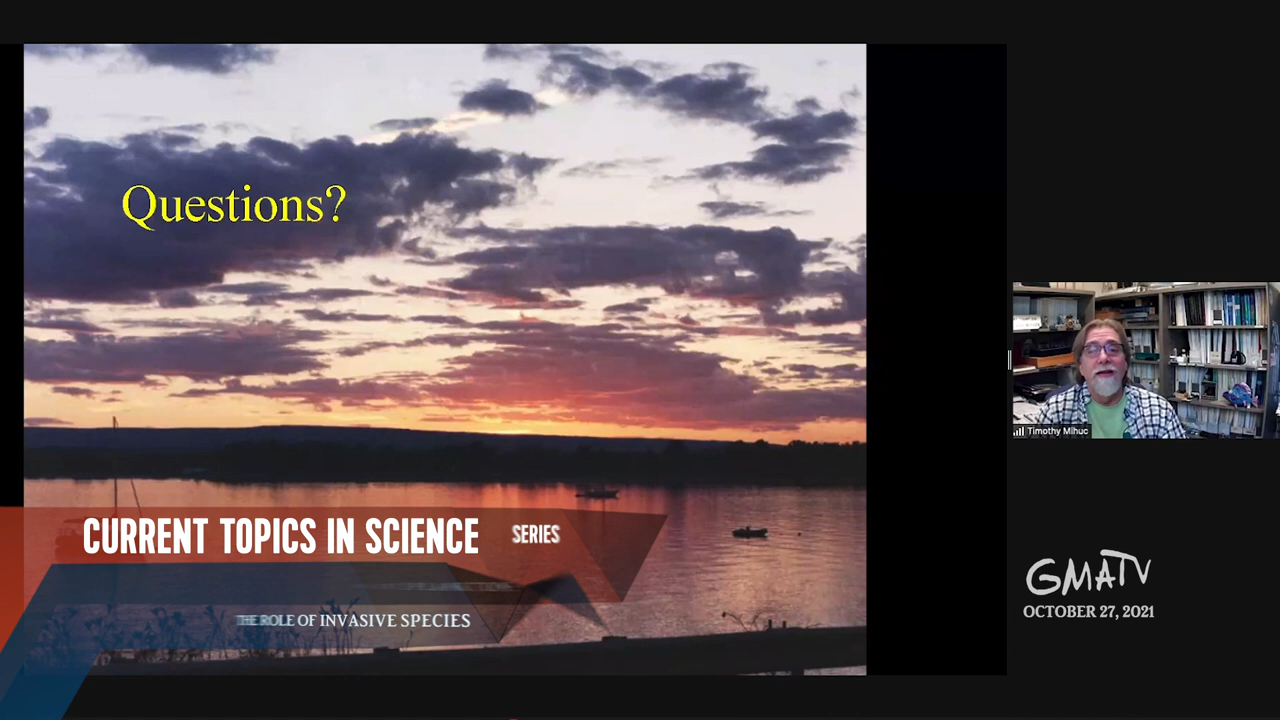 Questions?
CURRENT TOPICS IN SCIENCE SERIES
THE ROLE OF INVASIVE SPECIES
Timothy Mihuc
GMATV
OCTOBER 27, 2021